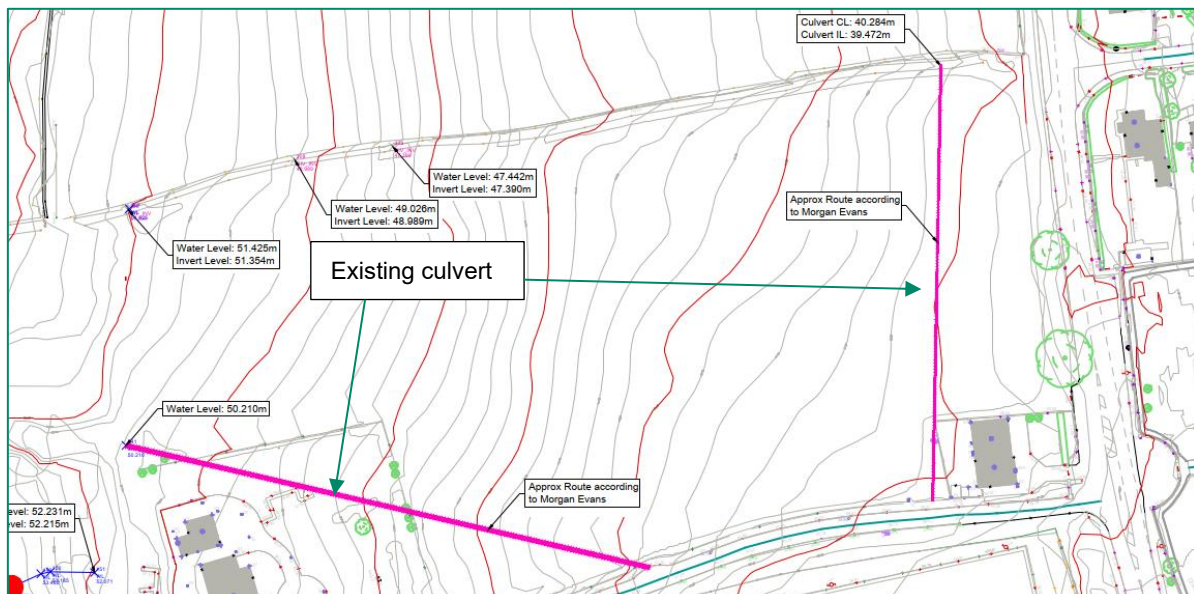 Culvert CL: 40.284m
Culvert IL: 39.472m
Water Level: 47.442m
Invert Level: 47.390m
Water Level: 49.026m
Invert Level: 48.989m
Approx Route according
to Morgan Evans
Water Level: 51.425m
Invert Level: 51.354m
Existing culvert
Water Level: 50.210m
Approx Route according
to Morgan Evans
evel: 52.231m
vel: 52.215m